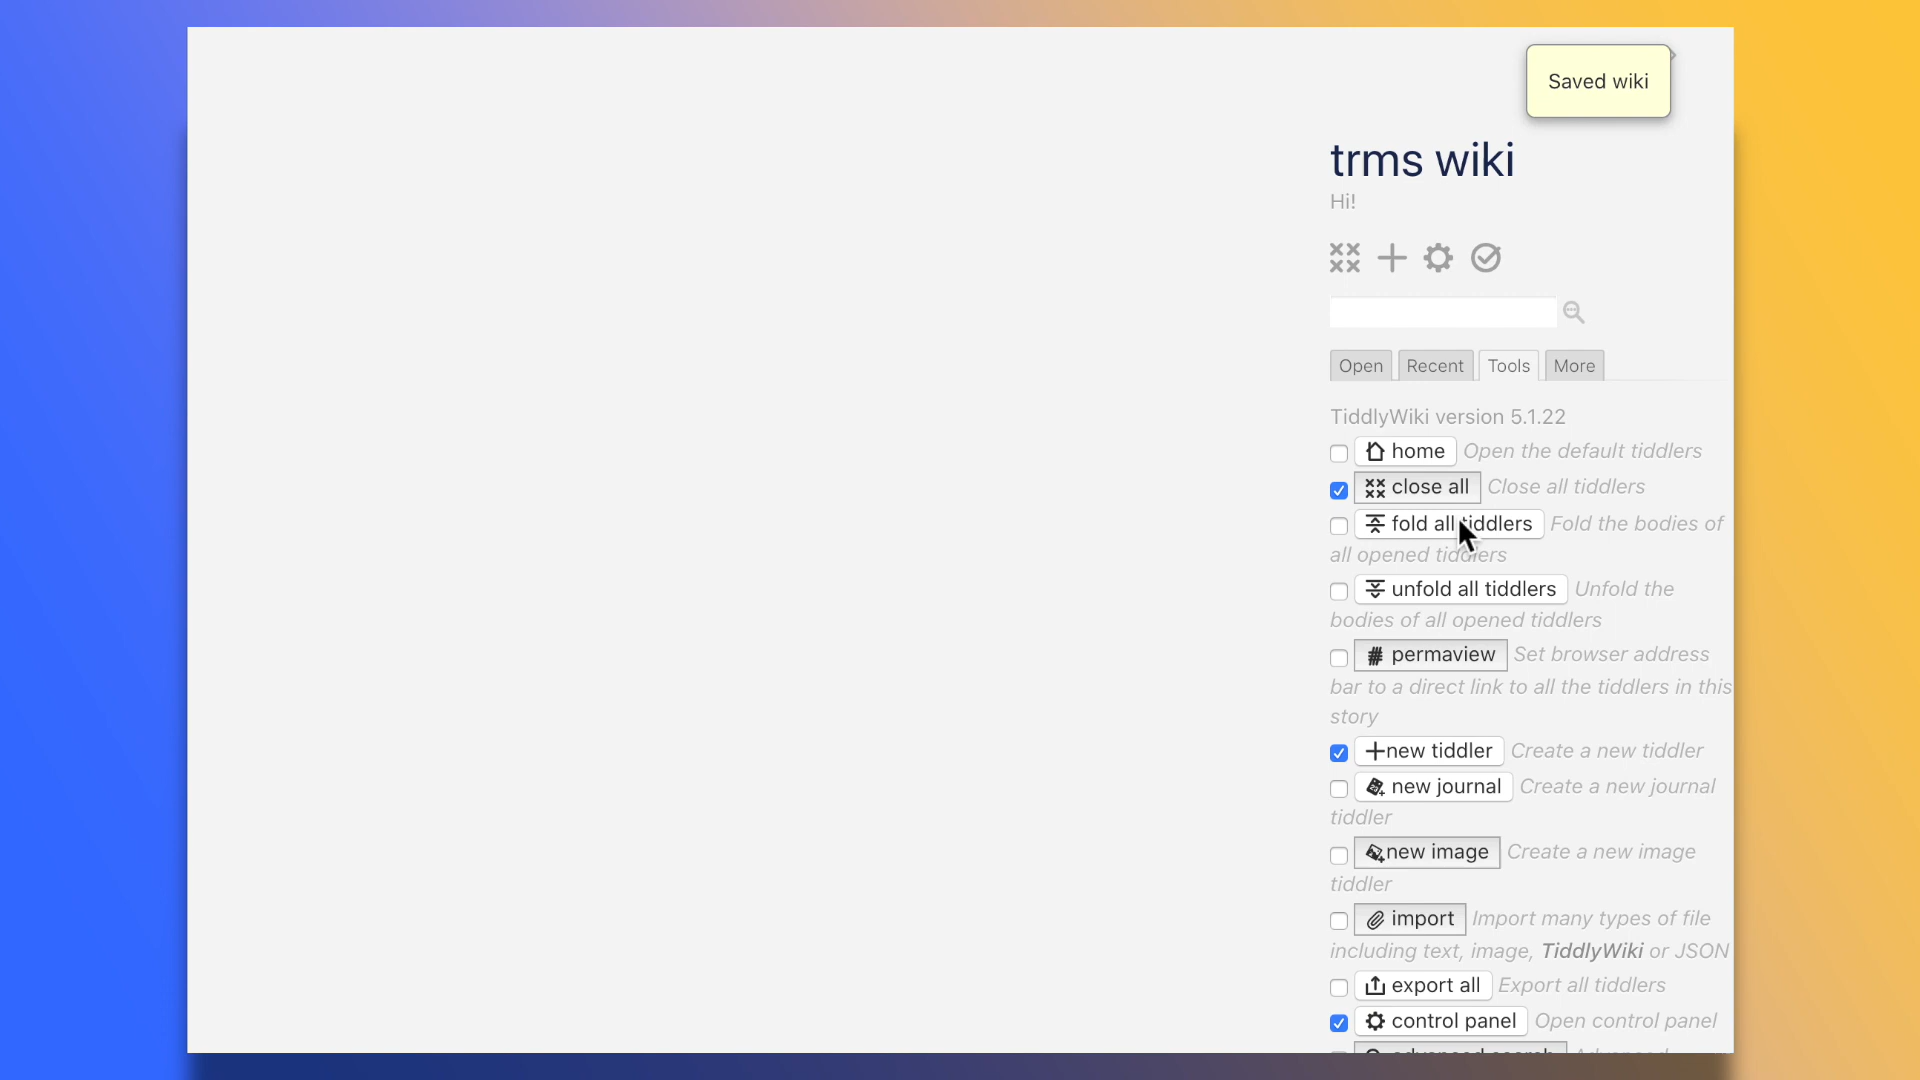 Saved wiki
trms wiki
Hi!
Open Recent Tools More
TiddlyWiki version 5.1.22
home Open the default tiddlers
close all Close all tiddlers
fold all tiddlers Fold the bodies of
all opened tiddlers
unfold all tiddlers Unfold the
bodies of all opened tiddlers
permaview Set browser address
bar to a direct link to all the tiddlers in this
story
new tiddler Create a new tiddler
new journal Create a new journal
tiddler
new image Create a new image
tiddler
import Import many types of file
including text, image, TiddlyWiki or JSON
export all Export all tiddlers
control panel Open control panel
advanced search Advanced